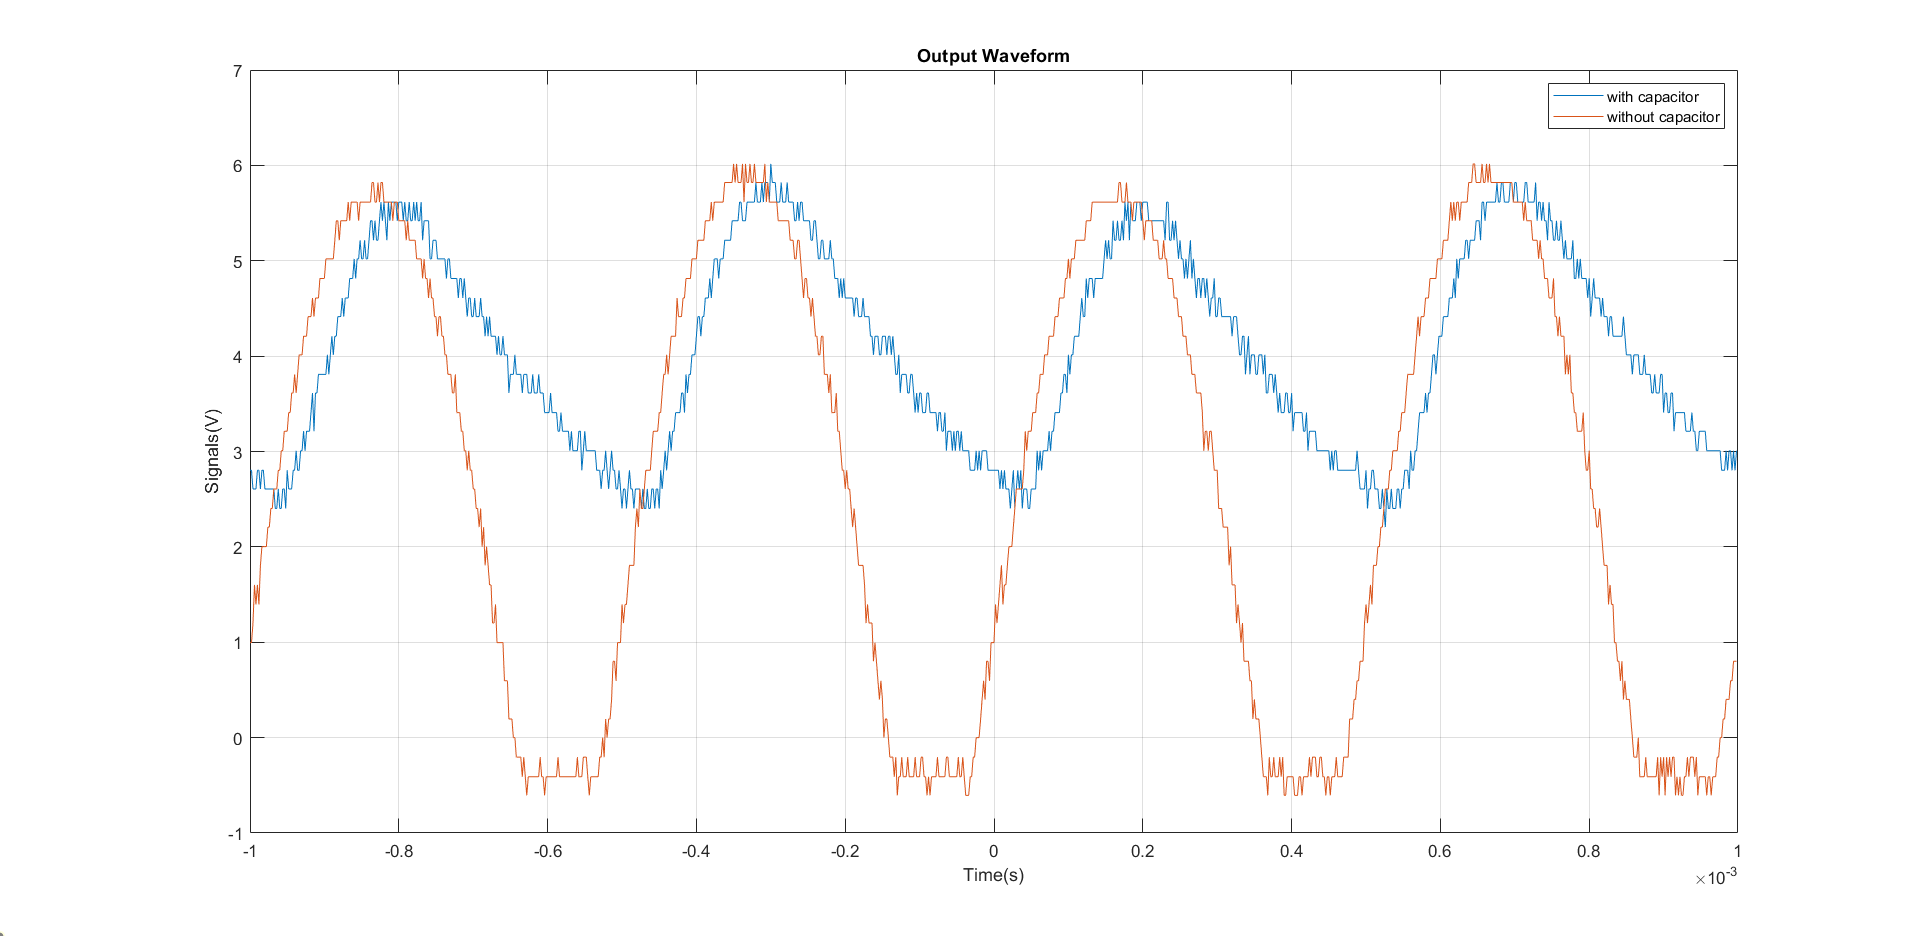 Output Waveform
with capacitor
without capacitor
Signals(V)
7
6
5
4
3
2
1
0
-1
-1 -0.8 -0.6 -0.4 -0.2 0 0.2 0.4 0.6 0.8 1
Time(s)
×10-3